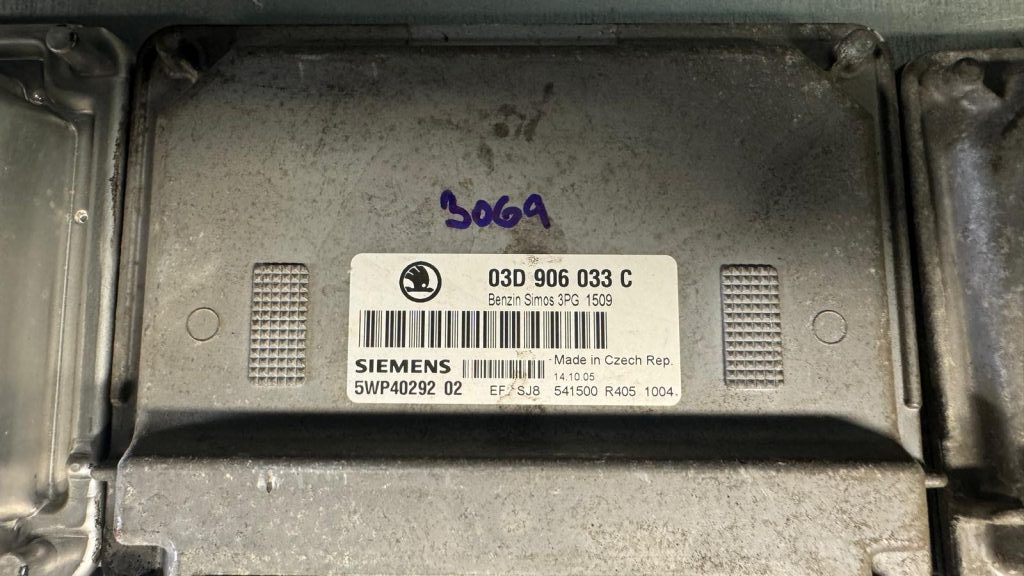 3069
03D 906 033 C
Benzin Simos 3PG 1509
SIEMENS
Made in Czech Rep.
14.10.05
5WP40292 02
EF SJ8 541500 R405 1004